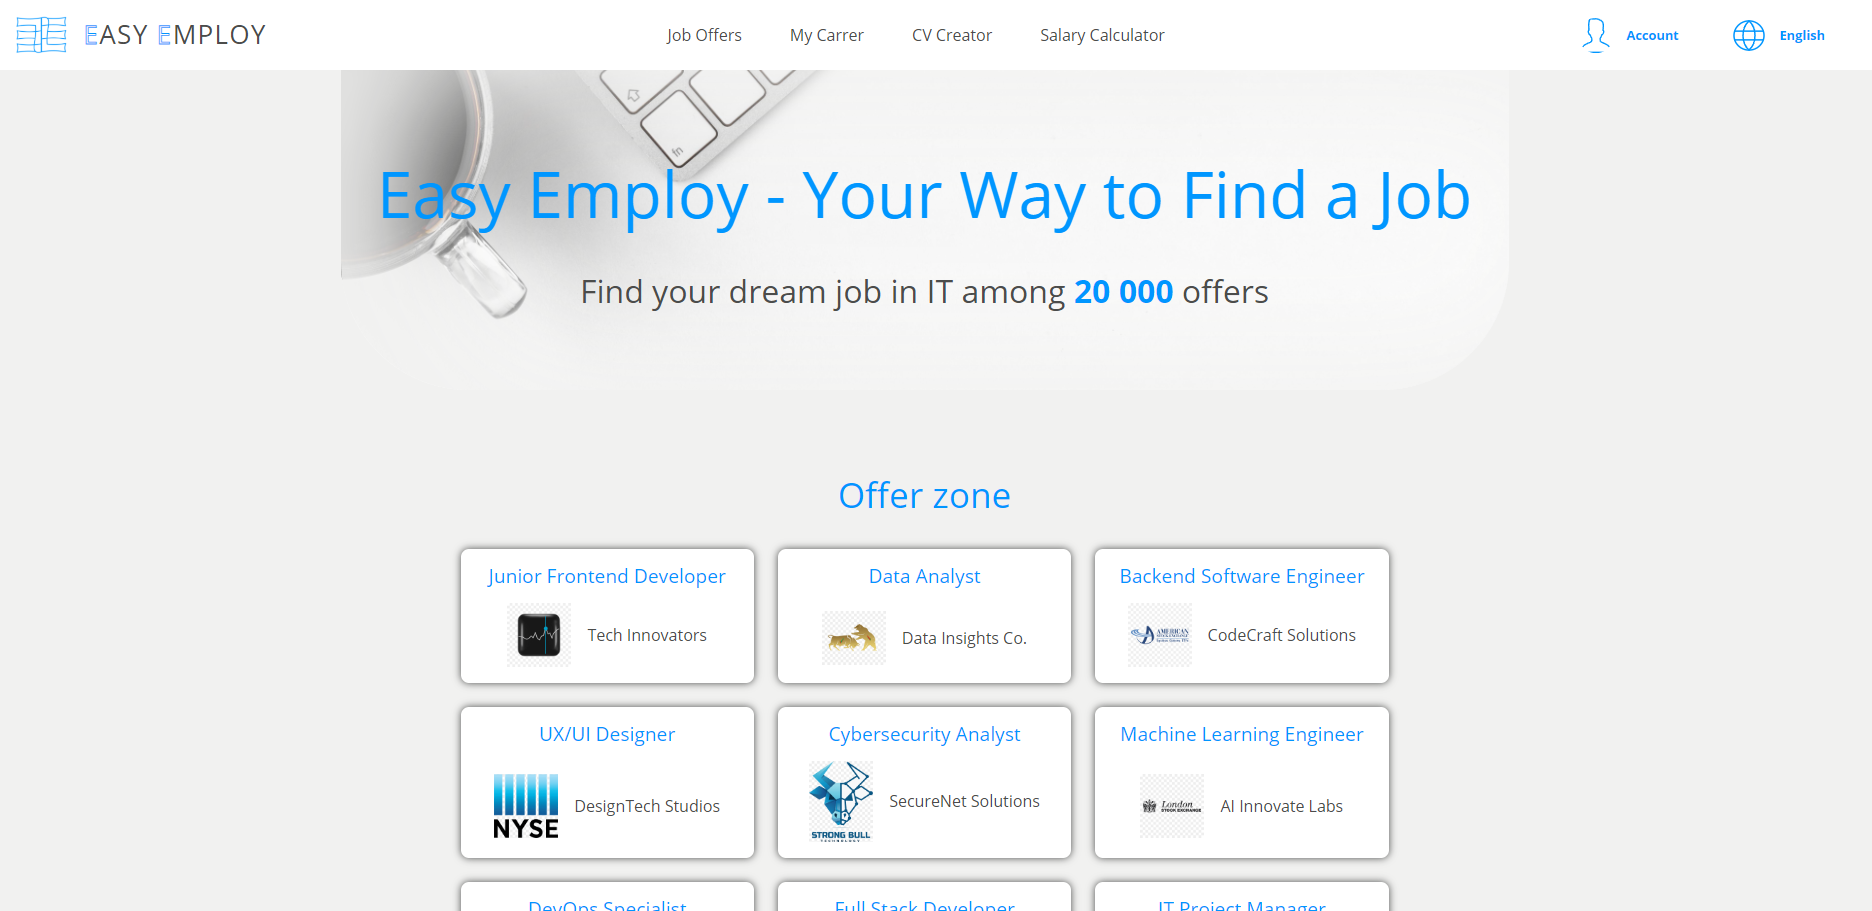 EASY EMPLOY
Job Offers
My Carrer
CV Creator
Salary Calculator
Account
English
fn
Easy Employ - Your Way to Find a Job
Find your dream job in IT among 20 000 offers
Offer zone
Junior Frontend Developer
Tech Innovators
Data Analyst
Data Insights Co.
Backend Software Engineer
AMERICAN
CodeCraft Solutions
UX/UI Designer
NYSE
DesignTech Studios
Cybersecurity Analyst
STRONG BULL
TECHNOLOGY
SecureNet Solutions
Machine Learning Engineer
London
STOCK EXCHANGE
AI Innovate Labs
DevOps Specialist
Full Stack Developer
IT Project Manager